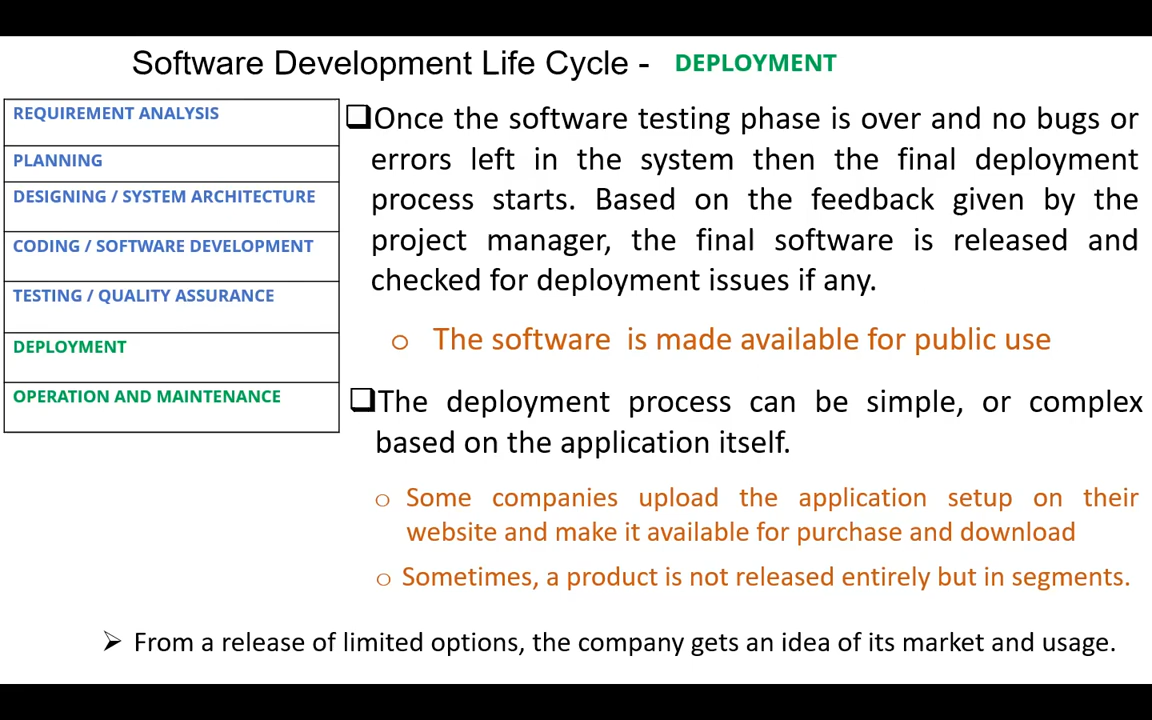 Software Development Life Cycle - DEPLOYMENT
REQUIREMENT ANALYSIS
PLANNING
DESIGNING / SYSTEM ARCHITECTURE
CODING / SOFTWARE DEVELOPMENT
TESTING / QUALITY ASSURANCE
DEPLOYMENT
OPERATION AND MAINTENANCE
❑Once the software testing phase is over and no bugs or
errors left in the system then the final deployment
process starts. Based on the feedback given by the
project manager, the final software is released and
checked for deployment issues if any.
o The software is made available for public use
❑The deployment process can be simple, or complex
based on the application itself.
o Some companies upload the application setup on their
website and make it available for purchase and download
o Sometimes, a product is not released entirely but in segments.
➢ From a release of limited options, the company gets an idea of its market and usage.